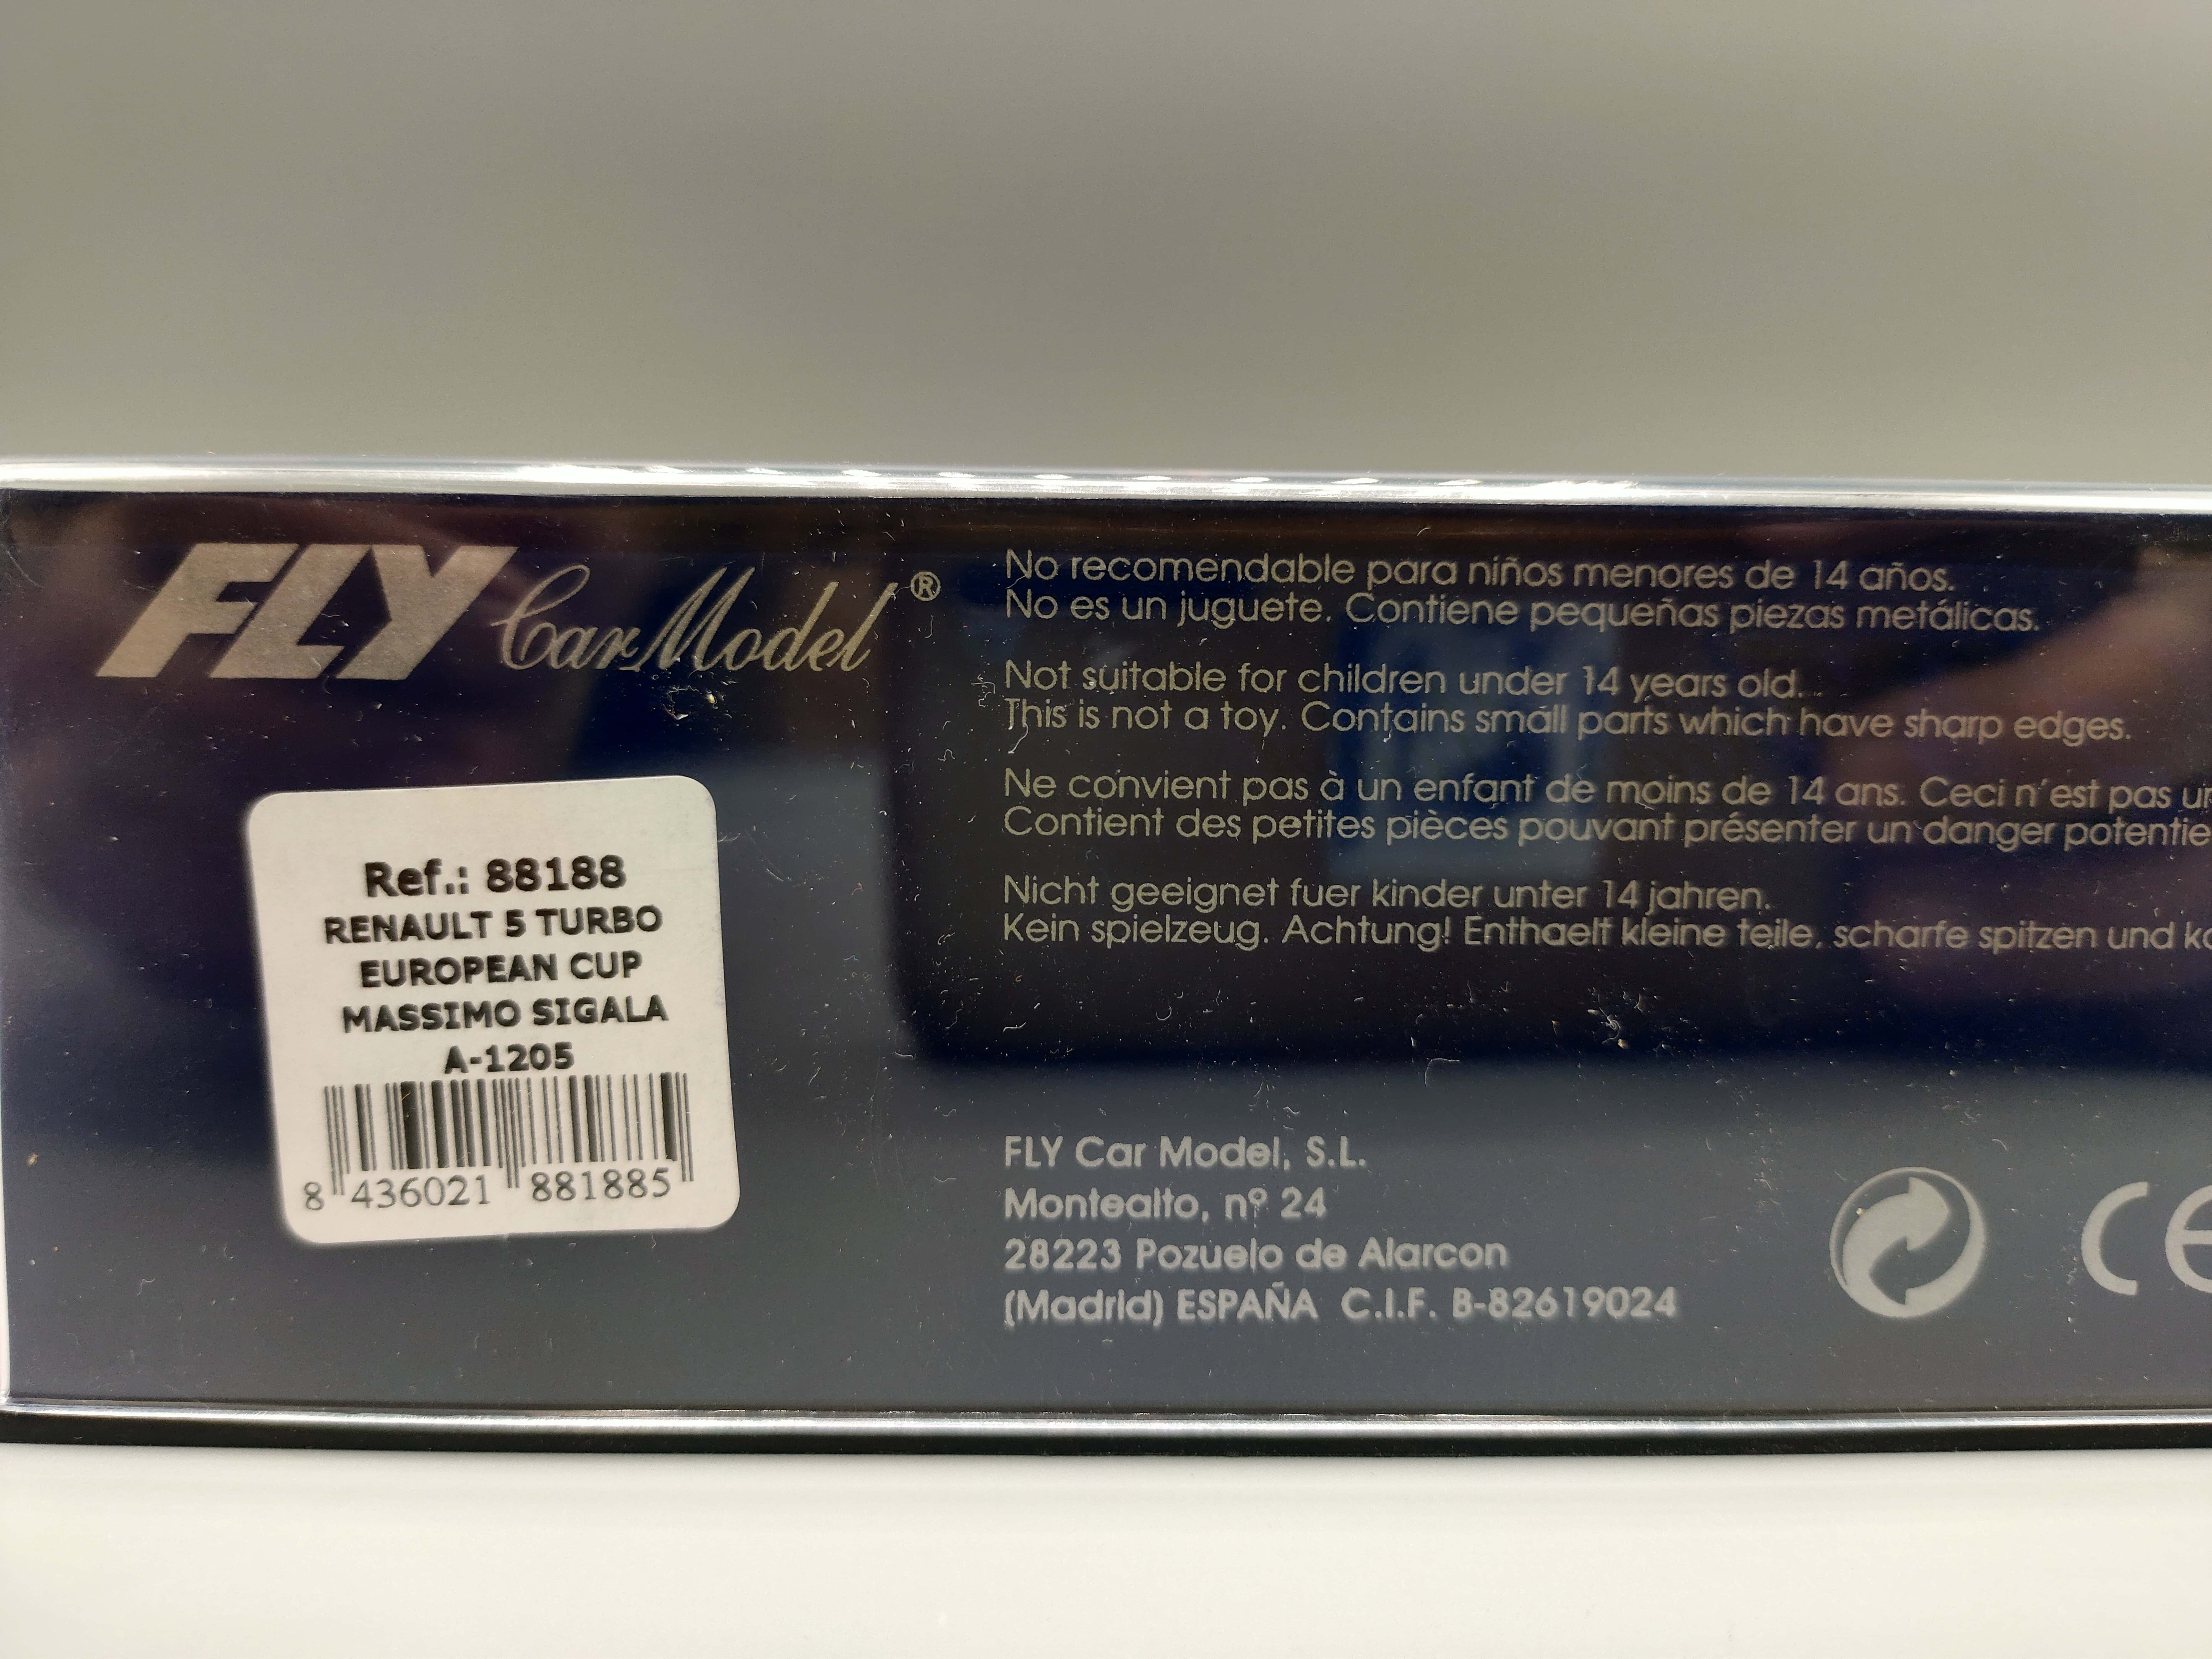 FLY Car Model®
Ref.: 88188
RENAULT 5 TURBO
EUROPEAN CUP
MASSIMO SIGALA
A-1205
8 436021 881885
No recomendable para niños menores de 14 años.
No es un juguete. Contiene pequeñas piezas metálicas.
Not suitable for children under 14 years old.
This is not a toy. Contains small parts which have sharp edges.
Ne convient pas à un enfant de moins de 14 ans. Ceci n'est pas
Contient des petites pièces pouvant présenter un danger
Nicht geeignet fuer kinder unter 14 jahren.
Kein spielzeug. Achtung! Enthaelt kleine teile, scharfe spitzen und
FLY Car Model, S.L.
Montealto, nº 24
28223 Pozuelo de Alarcon
(Madrid) ESPAÑA C.I.F. B-82619024
CE